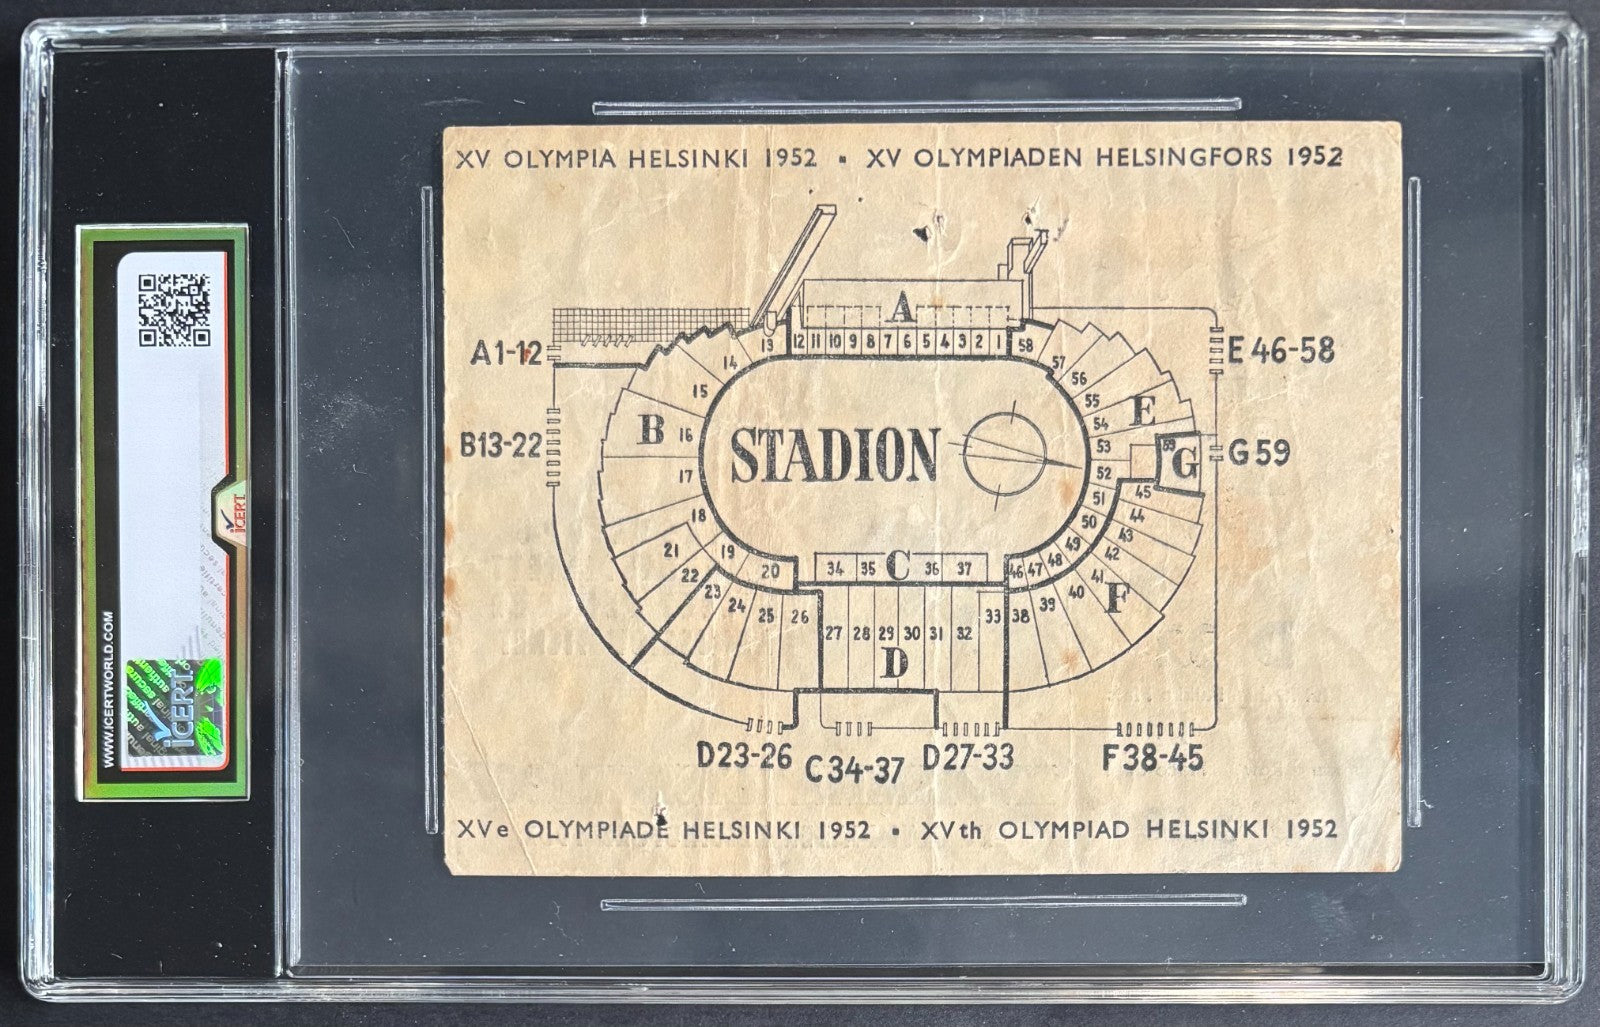 XV OLYMPIA HELSINKI 1952 ▪ XV OLYMPIADEN HELSINGFORS 1952
A
12 11 10 9 8 7 6 5 4 3 2 1
13
58
14
57
A1-12
E 46-58
15
56
55
B
16
54
E
STADION
B13-22
53
59
G
G59
17
52
51
45
18
50
44
19
49
43
21
20
34 35 C 36 37
46 47 48
42
22
41
23
24
25
26
40
F
39
38
33
27 28 29 30 31 32
D
D23-26
C34-37
D27-33
F38-45
XVe OLYMPIADE HELSINKI 1952 ▪ XVth OLYMPIAD HELSINKI 1952
WWW.ICERTWORLD.COM
iCERT
iCERT